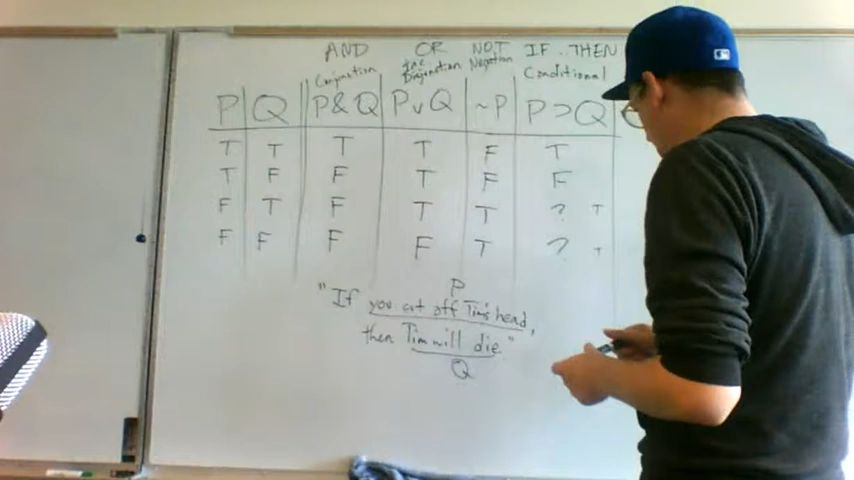 AND OR NOT IF..THEN
Conjunction Inc Disjunction Negation Conditional
P Q P&Q P∨Q ~P P⊃Q
T T T T F T
T F F T F F
F T F T T ? T
F F F F T ? T
P
"If you cut off Tim's head,
then Tim will die"
Q